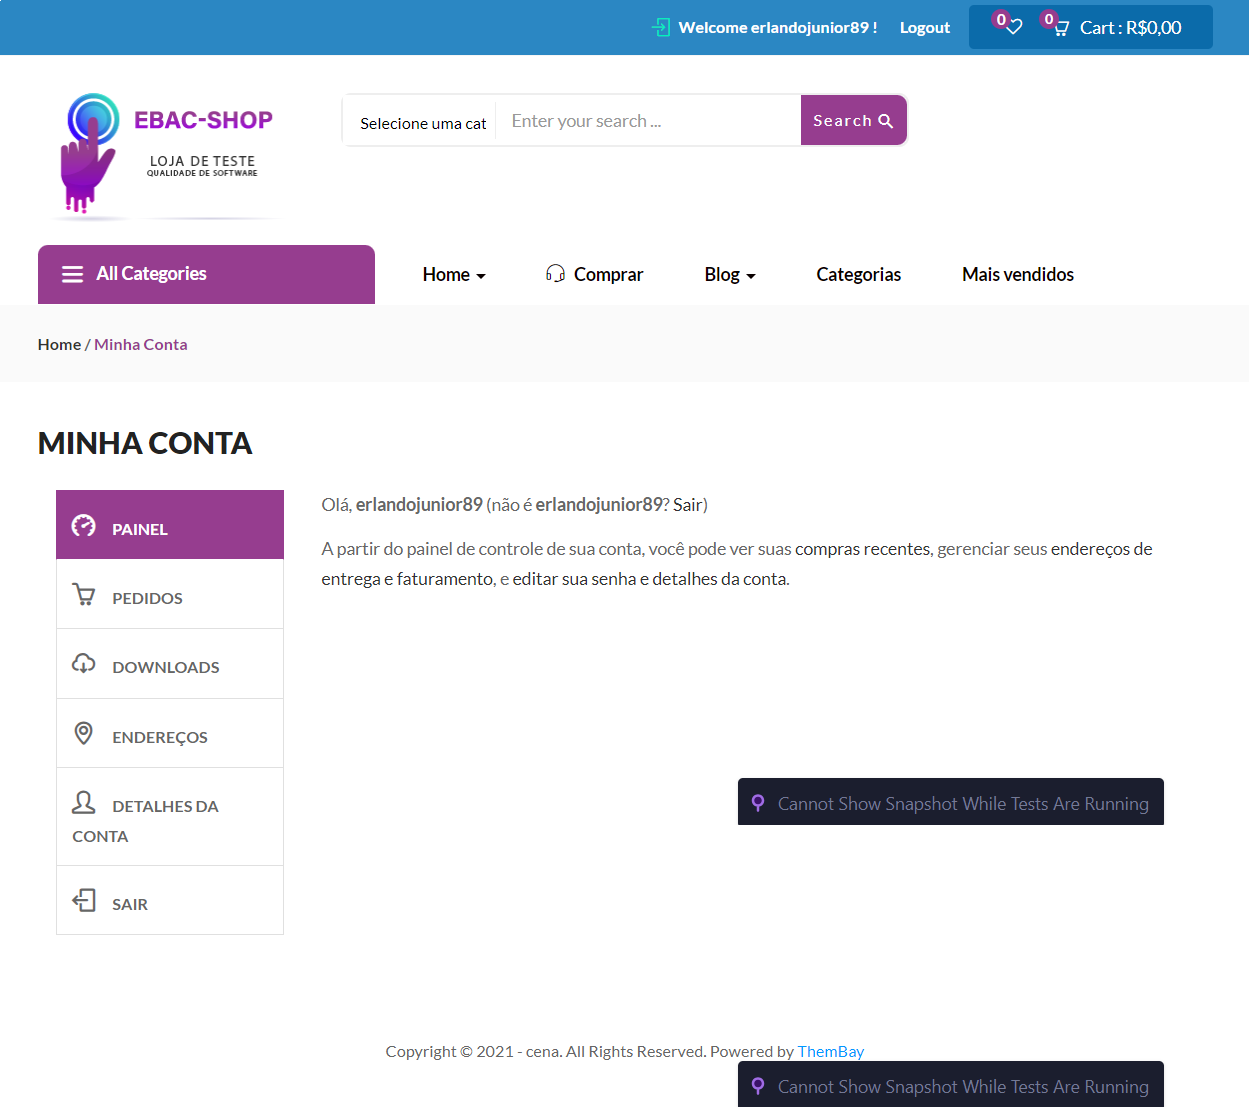 Welcome erlandojunior89 !
Logout
0
0
Cart : R$0,00
EBAC-SHOP
LOJA DE TESTE
QUALIDADE DE SOFTWARE
Selecione uma cat
Enter your search ...
Search
All Categories
Home
Comprar
Blog
Categorias
Mais vendidos
Home / Minha Conta
MINHA CONTA
PAINEL
PEDIDOS
DOWNLOADS
ENDEREÇOS
DETALHES DA
CONTA
SAIR
Olá, erlandojunior89 (não é erlandojunior89? Sair)
A partir do painel de controle de sua conta, você pode ver suas compras recentes, gerenciar seus endereços de
entrega e faturamento, e editar sua senha e detalhes da conta.
Cannot Show Snapshot While Tests Are Running
Copyright © 2021 - cena. All Rights Reserved. Powered by ThemBay
Cannot Show Snapshot While Tests Are Running